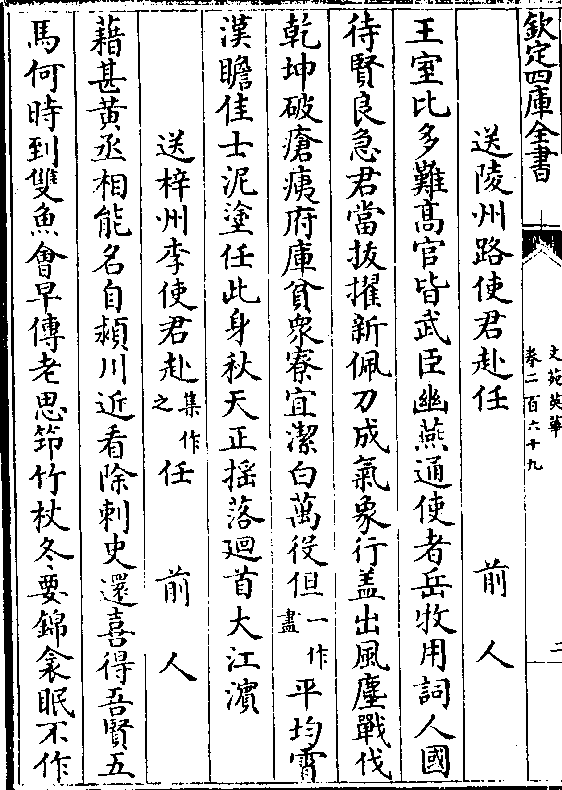 欽定四庫全書
文苑英華
卷二百六十九
二
送陵州路使君赴任 前人
王室比多難高官皆武臣幽燕通使者岳牧用詞人國
待賢良急君當拔擢新佩刀成氣象行盖出風塵戰伐
乾坤破瘡痍府庫貧衆寮宜潔白萬役但一作盡平均霄
漢瞻佳士泥塗任此身秋天正揺落廻首大江濵
送梓州李使君赴集作之任 前人
藉甚黄丞相能名自潁川近看除刺史還喜得吾賢五
馬何時到雙魚會早傳老思筇竹杖冬要錦衾眠不作